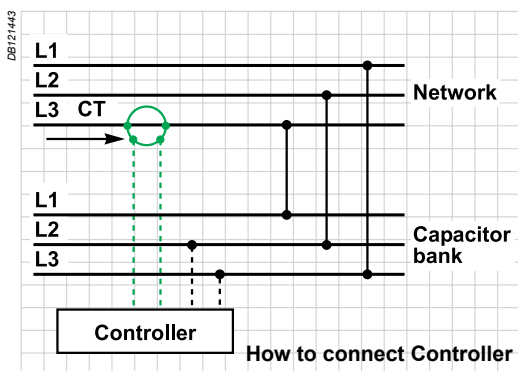 DB121443
L1
L2
L3 CT
Network
L1
L2
L3
Capacitor
bank
Controller
How to connect Controller